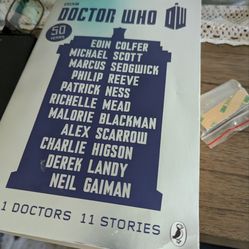 BBC
DOCTOR WHO DW
50 YEARS
EOIN COLFER
MICHAEL SCOTT
MARCUS SEDGWICK
PHILIP REEVE
PATRICK NESS
RICHELLE MEAD
MALORIE BLACKMAN
ALEX SCARROW
CHARLIE HIGSON
DEREK LANDY
NEIL GAIMAN
1 DOCTORS 11 STORIES